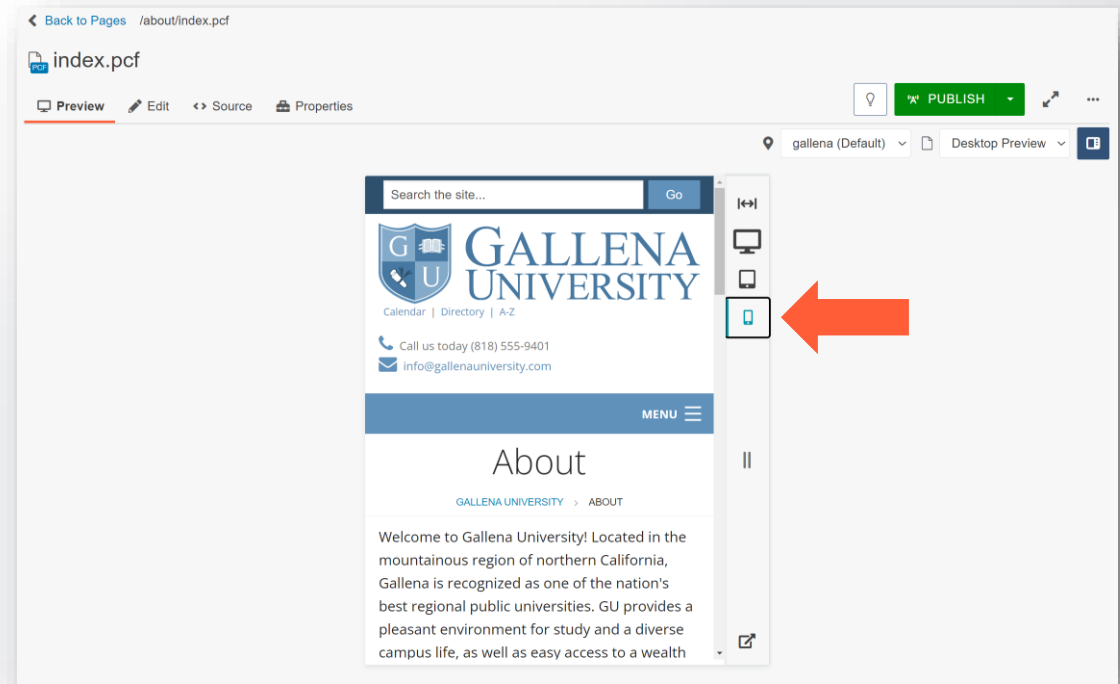 Back to Pages /about/index.pcf
PCF index.pcf
Preview Edit Source Properties PUBLISH
gallena (Default) Desktop Preview
Search the site... Go
G U
GALLENA
UNIVERSITY
Calendar | Directory | A-Z
Call us today (818) 555-9401
info@gallenauniversity.com
MENU
About
GALLENA UNIVERSITY > ABOUT
Welcome to Gallena University! Located in the
mountainous region of northern California,
Gallena is recognized as one of the nation's
best regional public universities. GU provides a
pleasant environment for study and a diverse
campus life, as well as easy access to a wealth